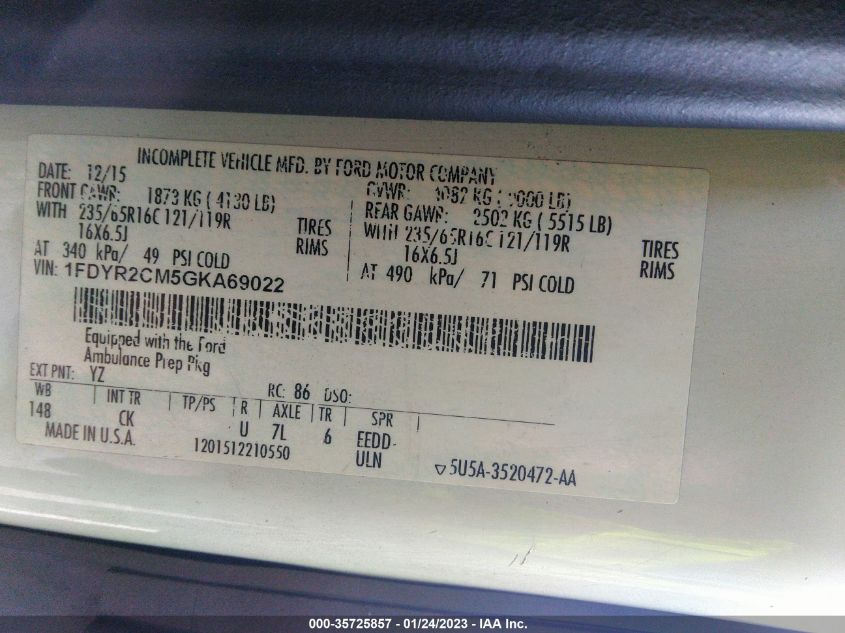 INCOMPLETE VEHICLE MFD. BY FORD MOTOR COMPANY
DATE: 12/15
FRONT GAWR: 1873 KG ( 4130 LB)
WITH 235/65R16C 121/119R TIRES
16X6.5J RIMS
AT 340 kPa/ 49 PSI COLD
GVWR: KG ( LB)
REAR GAWR: 2502 KG ( 5515 LB)
WITH 235/65R16C 121/119R TIRES
16X6.5J RIMS
AT 490 kPa/ 71 PSI COLD
VIN: 1FDYR2CM5GKA69022
Equipped with the Ford
Ambulance Prep Pkg
EXT PNT: YZ RC: 86 DSO:
WB INT TR TP/PS R AXLE TR SPR
148 CK U 7L 6 EEDD-
ULN
MADE IN U.S.A. 1201512210550
▽ 5U5A-3520472-AA
000-35725857 - 01/24/2023 - IAA Inc.